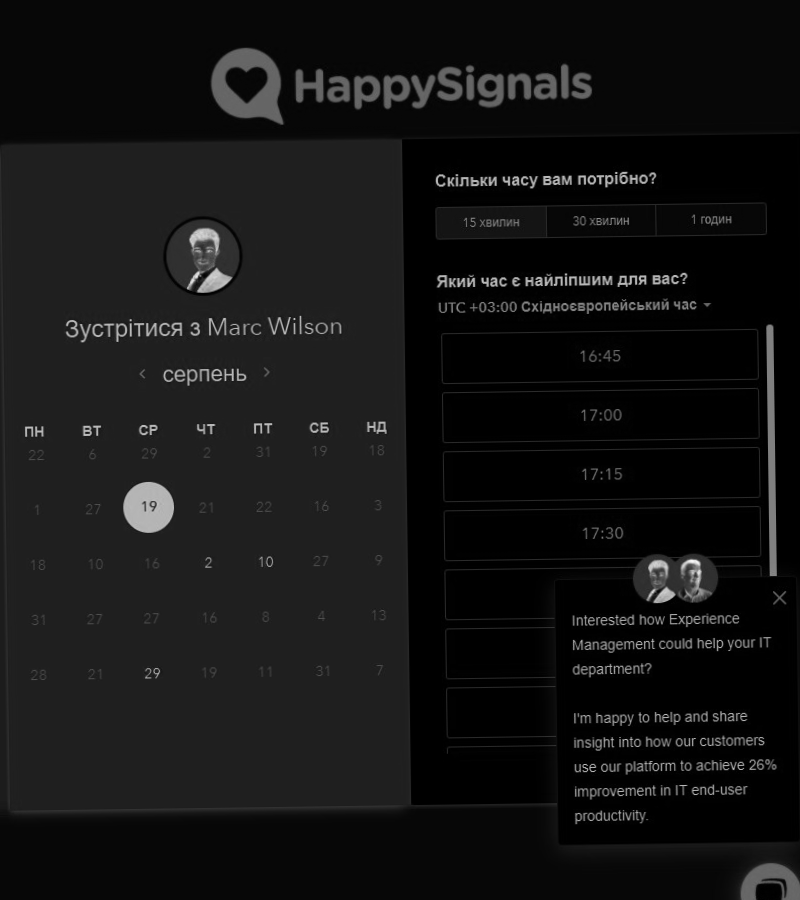 HappySignals
Зустрітися з Marc Wilson
серпень
ПН ВТ СР ЧТ ПТ СБ НД
22 6 29 2 31 19 18
1 27 19 21 22 16 3
18 10 16 2 10 27 9
31 27 27 16 8 4 13
28 21 29 19 11 31 7
Скільки часу вам потрібно?
15 хвилин 30 хвилин 1 годин
Який час є найліпшим для вас?
UTC +03:00 Східноєвропейський час
16:45
17:00
17:15
17:30
Interested how Experience
Management could help your IT
department?
I'm happy to help and share
insight into how our customers
use our platform to achieve 26%
improvement in IT end-user
productivity.